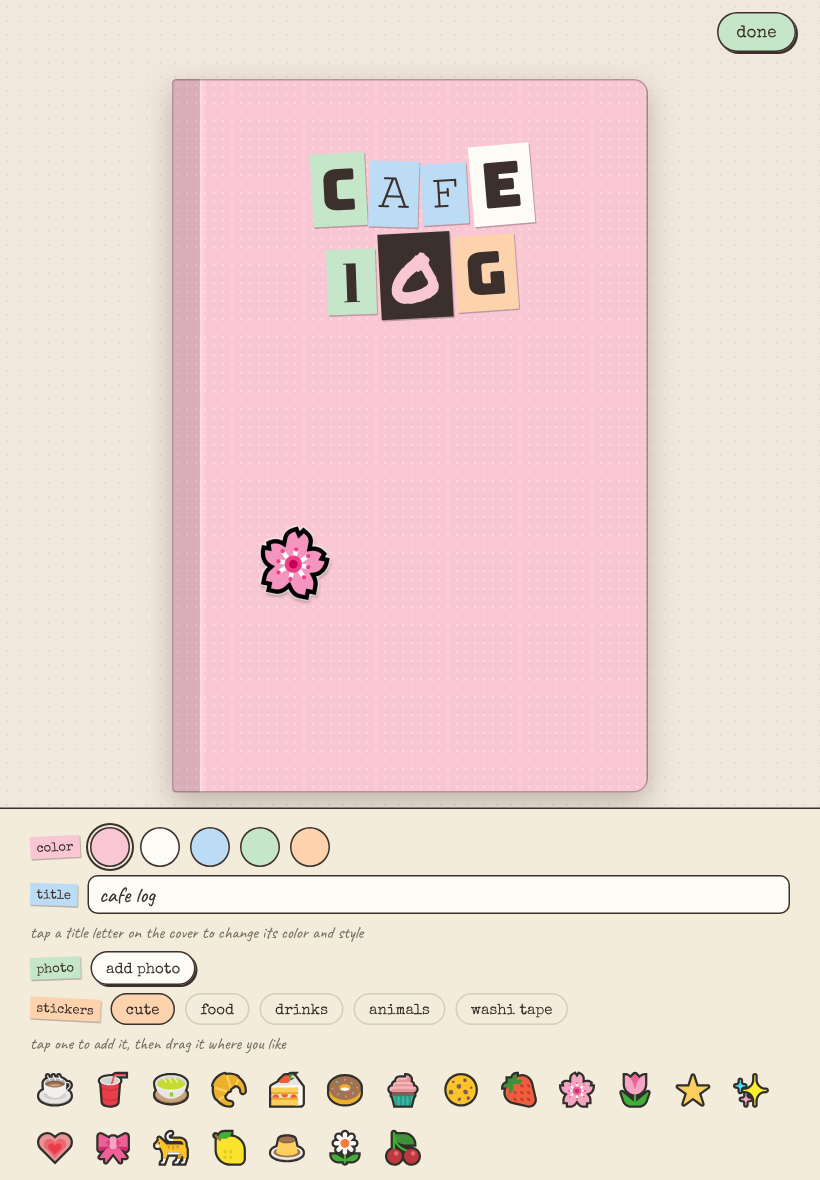 done
CAFE
lOG
color
title
cafe log
tap a title letter on the cover to change its color and style
photo
add photo
stickers
cute
food
drinks
animals
washi tape
tap one to add it, then drag it where you like